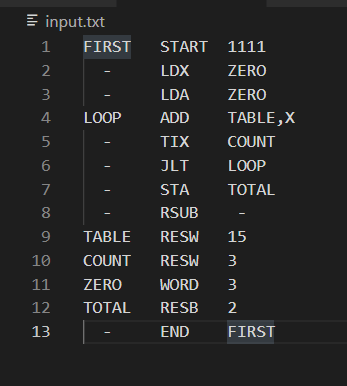 input.txt
1 FIRST START 1111
2 - LDX ZERO
3 - LDA ZERO
4 LOOP ADD TABLE,X
5 - TIX COUNT
6 - JLT LOOP
7 - STA TOTAL
8 - RSUB -
9 TABLE RESW 15
10 COUNT RESW 3
11 ZERO WORD 3
12 TOTAL RESB 2
13 - END FIRST